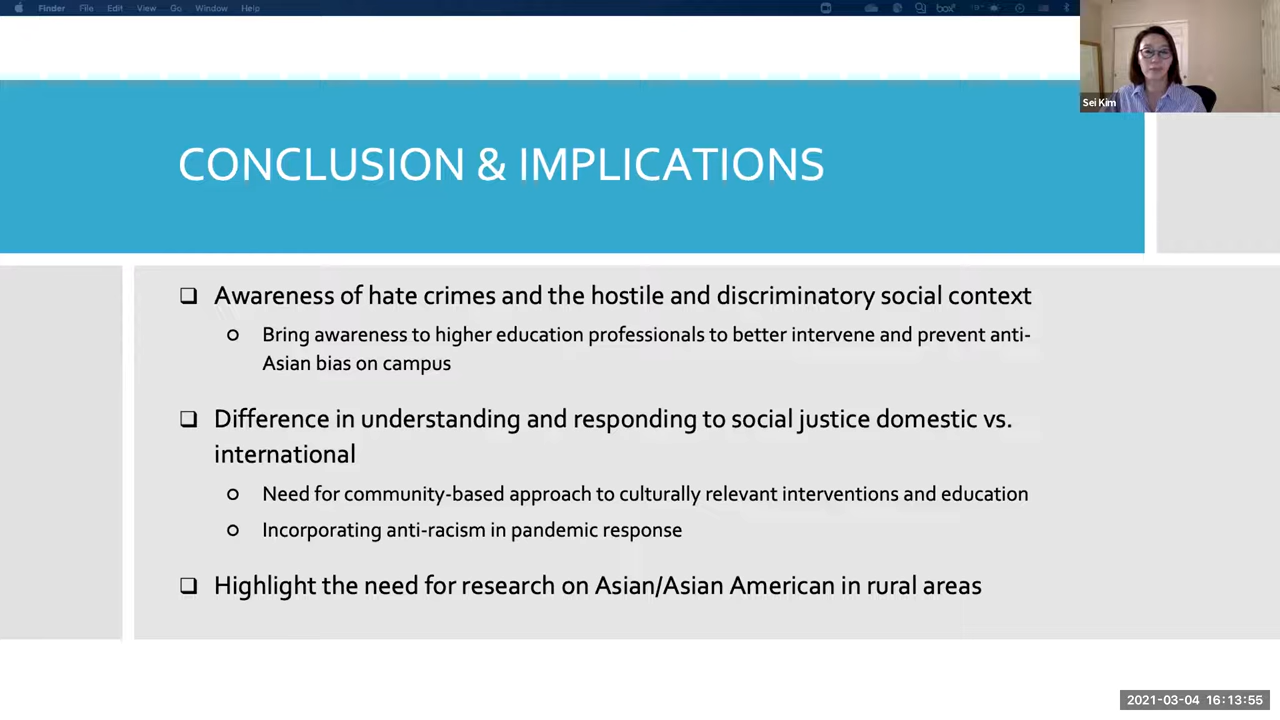 Finder File Edit View Go Window Help
box
Sei Kim
CONCLUSION & IMPLICATIONS
❑ Awareness of hate crimes and the hostile and discriminatory social context
o Bring awareness to higher education professionals to better intervene and prevent anti-
Asian bias on campus
❑ Difference in understanding and responding to social justice domestic vs.
international
o Need for community-based approach to culturally relevant interventions and education
o Incorporating anti-racism in pandemic response
❑ Highlight the need for research on Asian/Asian American in rural areas
2021-03-04 16:13:55